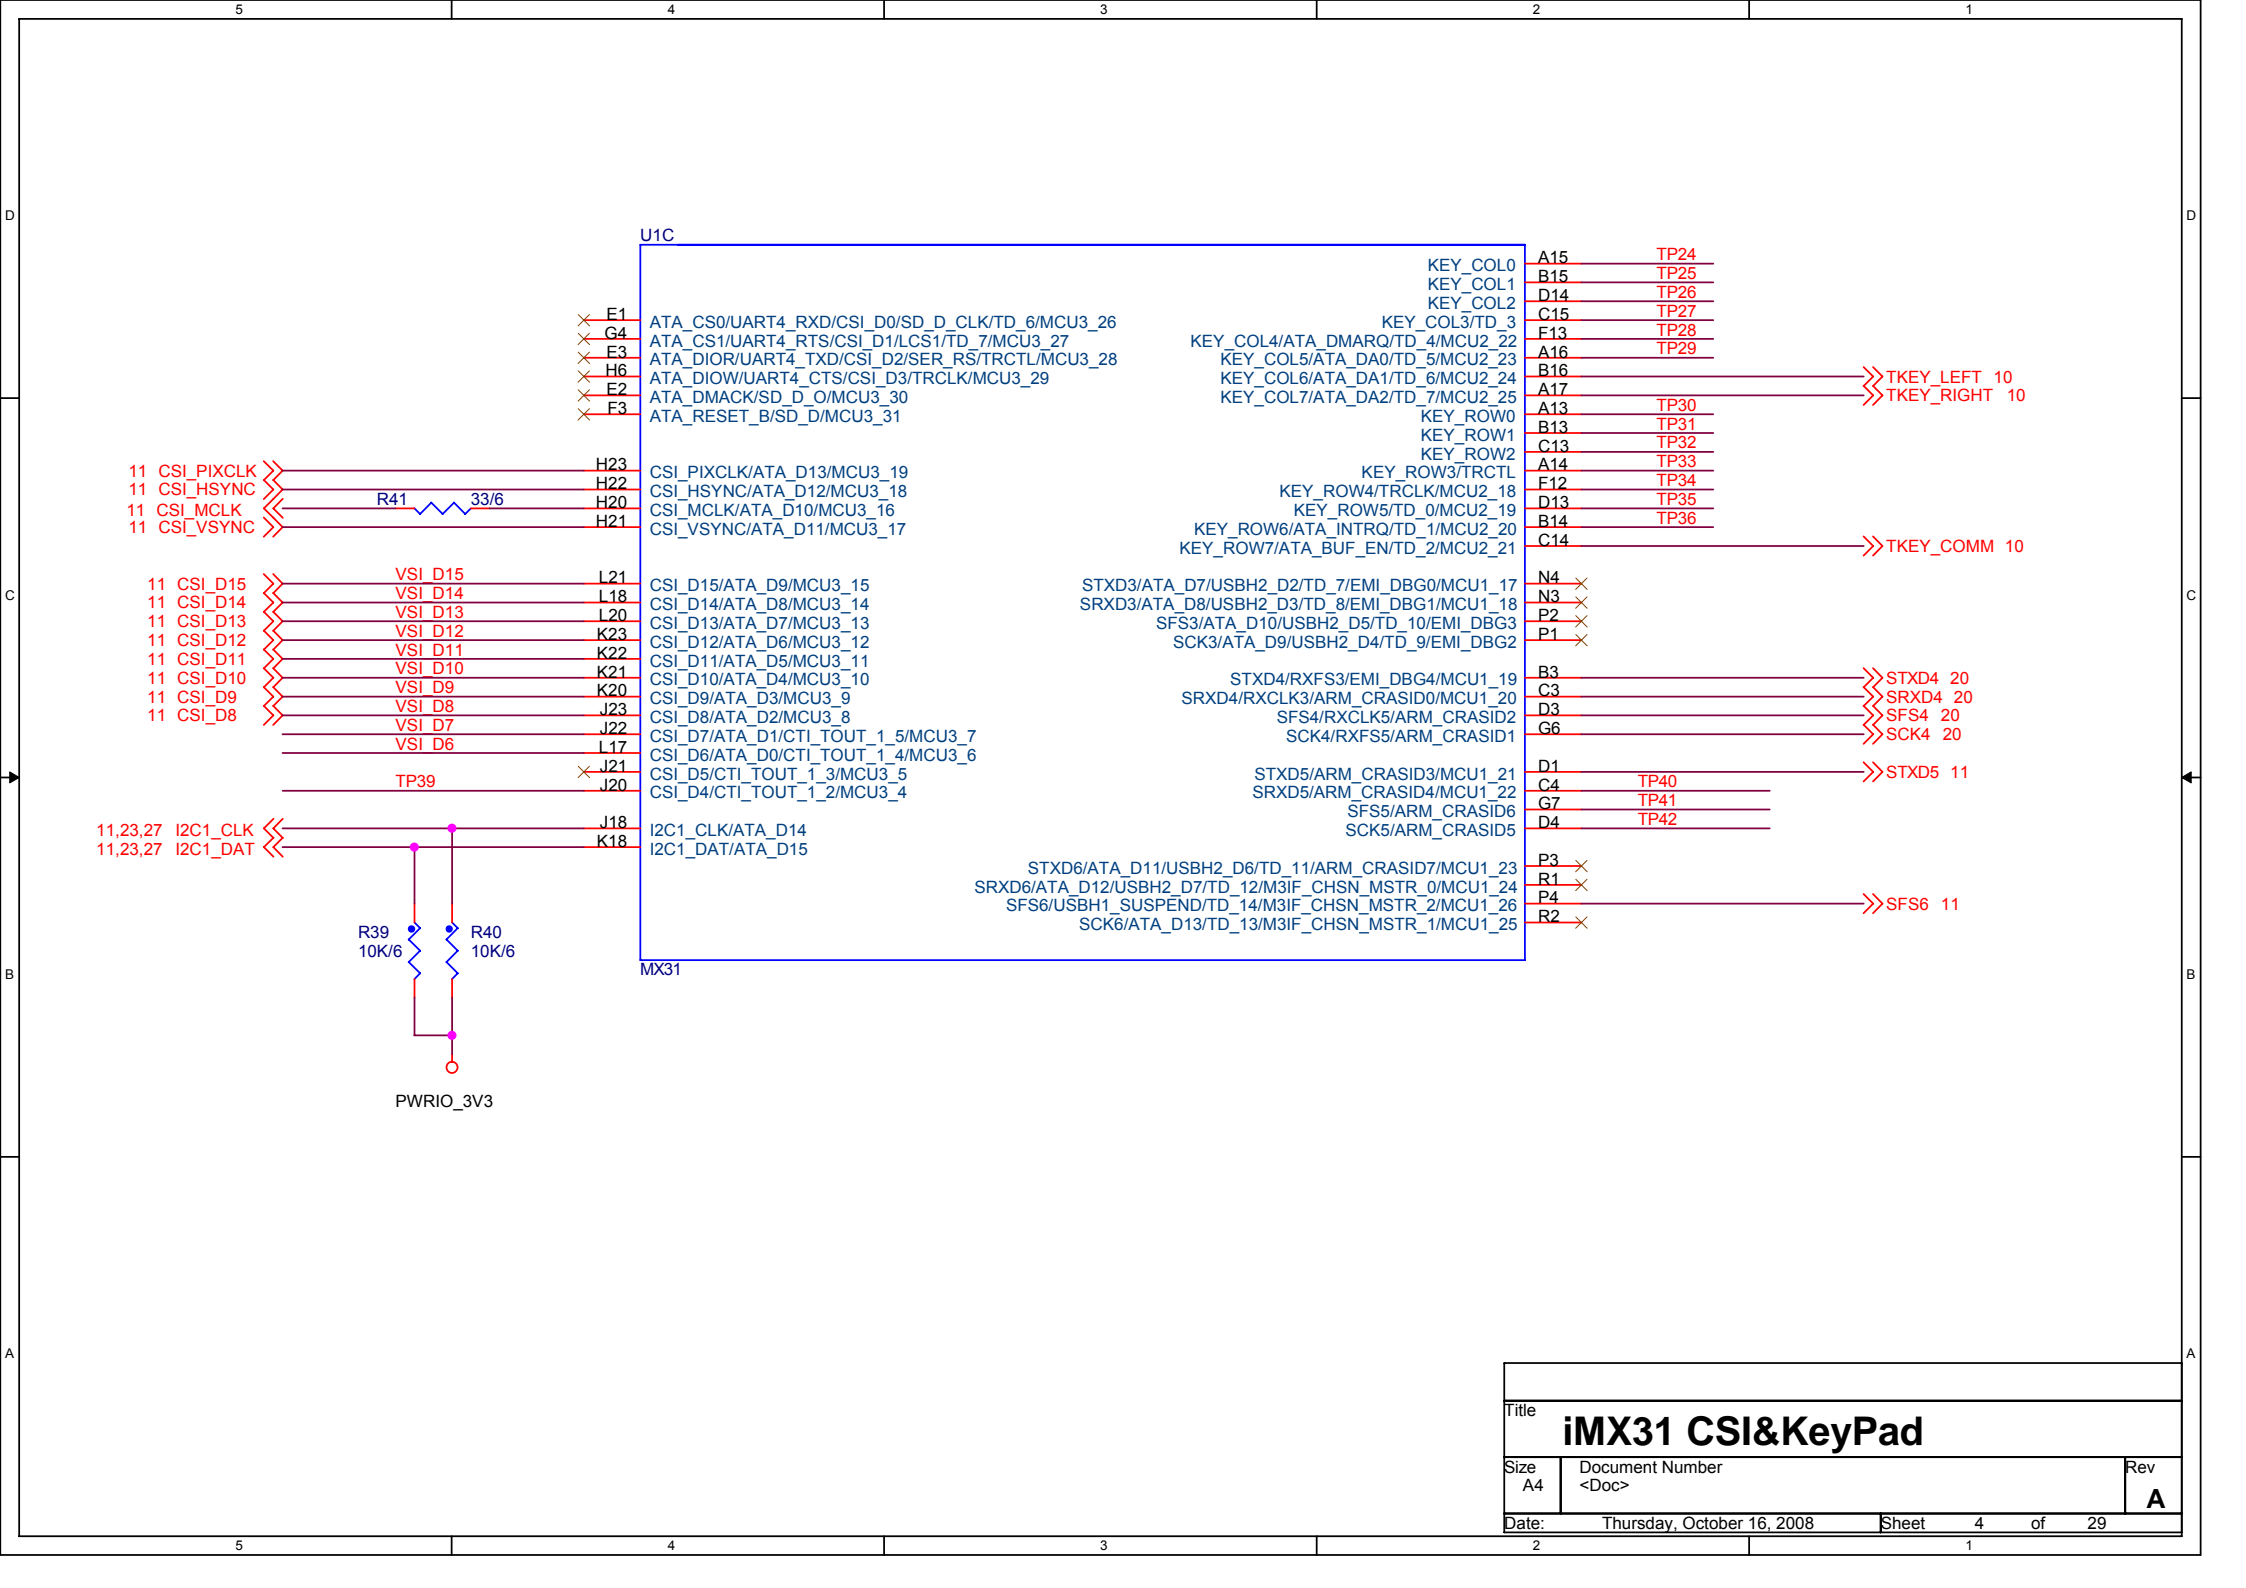 5 4 3 2 1
D D
U1C
A15 TP24
KEY_COL0
B15 TP25
KEY_COL1
D14 TP26
KEY_COL2
E1 ATA_CS0/UART4_RXD/CSI_D0/SD_D_CLK/TD_6/MCU3_26
KEY_COL3/TD_3 C15 TP27
G4 ATA_CS1/UART4_RTS/CSI_D1/LCS1/TD_7/MCU3_27
KEY_COL4/ATA_DMARQ/TD_4/MCU2_22 F13 TP28
E3 ATA_DIOR/UART4_TXD/CSI_D2/SER_RS/TRCTL/MCU3_28
KEY_COL5/ATA_DA0/TD_5/MCU2_23 A16 TP29
H6 ATA_DIOW/UART4_CTS/CSI_D3/TRCLK/MCU3_29
KEY_COL6/ATA_DA1/TD_6/MCU2_24 B16 TKEY_LEFT 10
E2 ATA_DMACK/SD_D_O/MCU3_30
KEY_COL7/ATA_DA2/TD_7/MCU2_25 A17 TKEY_RIGHT 10
F3 ATA_RESET_B/SD_D/MCU3_31
KEY_ROW0 A13 TP30
KEY_ROW1 B13 TP31
KEY_ROW2 C13 TP32
11 CSI_PIXCLK H23 CSI_PIXCLK/ATA_D13/MCU3_19
KEY_ROW3/TRCTL A14 TP33
11 CSI_HSYNC H22 CSI_HSYNC/ATA_D12/MCU3_18
KEY_ROW4/TRCLK/MCU2_18 F12 TP34
11 CSI_MCLK R41 33/6 H20 CSI_MCLK/ATA_D10/MCU3_16
KEY_ROW5/TD_0/MCU2_19 D13 TP35
11 CSI_VSYNC H21 CSI_VSYNC/ATA_D11/MCU3_17
KEY_ROW6/ATA_INTRQ/TD_1/MCU2_20 B14 TP36
KEY_ROW7/ATA_BUF_EN/TD_2/MCU2_21 C14 TKEY_COMM 10
11 CSI_D15 VSI_D15 L21 CSI_D15/ATA_D9/MCU3_15
STXD3/ATA_D7/USBH2_D2/TD_7/EMI_DBG0/MCU1_17 N4
C C
11 CSI_D14 VSI_D14 L18 CSI_D14/ATA_D8/MCU3_14
SRXD3/ATA_D8/USBH2_D3/TD_8/EMI_DBG1/MCU1_18 N3
11 CSI_D13 VSI_D13 L20 CSI_D13/ATA_D7/MCU3_13
SFS3/ATA_D10/USBH2_D5/TD_10/EMI_DBG3 P2
11 CSI_D12 VSI_D12 K23 CSI_D12/ATA_D6/MCU3_12
SCK3/ATA_D9/USBH2_D4/TD_9/EMI_DBG2 P1
11 CSI_D11 VSI_D11 K22 CSI_D11/ATA_D5/MCU3_11
11 CSI_D10 VSI_D10 K21 CSI_D10/ATA_D4/MCU3_10
STXD4/RXFS3/EMI_DBG4/MCU1_19 B3 STXD4 20
11 CSI_D9 VSI_D9 K20 CSI_D9/ATA_D3/MCU3_9
SRXD4/RXCLK3/ARM_CRASID0/MCU1_20 C3 SRXD4 20
11 CSI_D8 VSI_D8 J23 CSI_D8/ATA_D2/MCU3_8
SFS4/RXCLK5/ARM_CRASID2 D3 SFS4 20
VSI_D7 J22 CSI_D7/ATA_D1/CTI_TOUT_1_5/MCU3_7
SCK4/RXFS5/ARM_CRASID1 G6 SCK4 20
VSI_D6 L17 CSI_D6/ATA_D0/CTI_TOUT_1_4/MCU3_6
J21 CSI_D5/CTI_TOUT_1_3/MCU3_5
STXD5/ARM_CRASID3/MCU1_21 D1 STXD5 11
TP39 J20 CSI_D4/CTI_TOUT_1_2/MCU3_4
SRXD5/ARM_CRASID4/MCU1_22 C4 TP40
SFS5/ARM_CRASID6 G7 TP41
11,23,27 I2C1_CLK J18 I2C1_CLK/ATA_D14
SCK5/ARM_CRASID5 D4 TP42
11,23,27 I2C1_DAT K18 I2C1_DAT/ATA_D15
STXD6/ATA_D11/USBH2_D6/TD_11/ARM_CRASID7/MCU1_23 P3
SRXD6/ATA_D12/USBH2_D7/TD_12/M3IF_CHSN_MSTR_0/MCU1_24 R1
SFS6/USBH1_SUSPEND/TD_14/M3IF_CHSN_MSTR_2/MCU1_26 P4 SFS6 11
SCK6/ATA_D13/TD_13/M3IF_CHSN_MSTR_1/MCU1_25 R2
R39 R40
10K/6 10K/6
MX31
B B
PWRIO_3V3
A A
Title
iMX31 CSI&KeyPad
Size Document Number Rev
A4 <Doc> A
Date: Thursday, October 16, 2008 Sheet 4 of 29
5 4 3 2 1